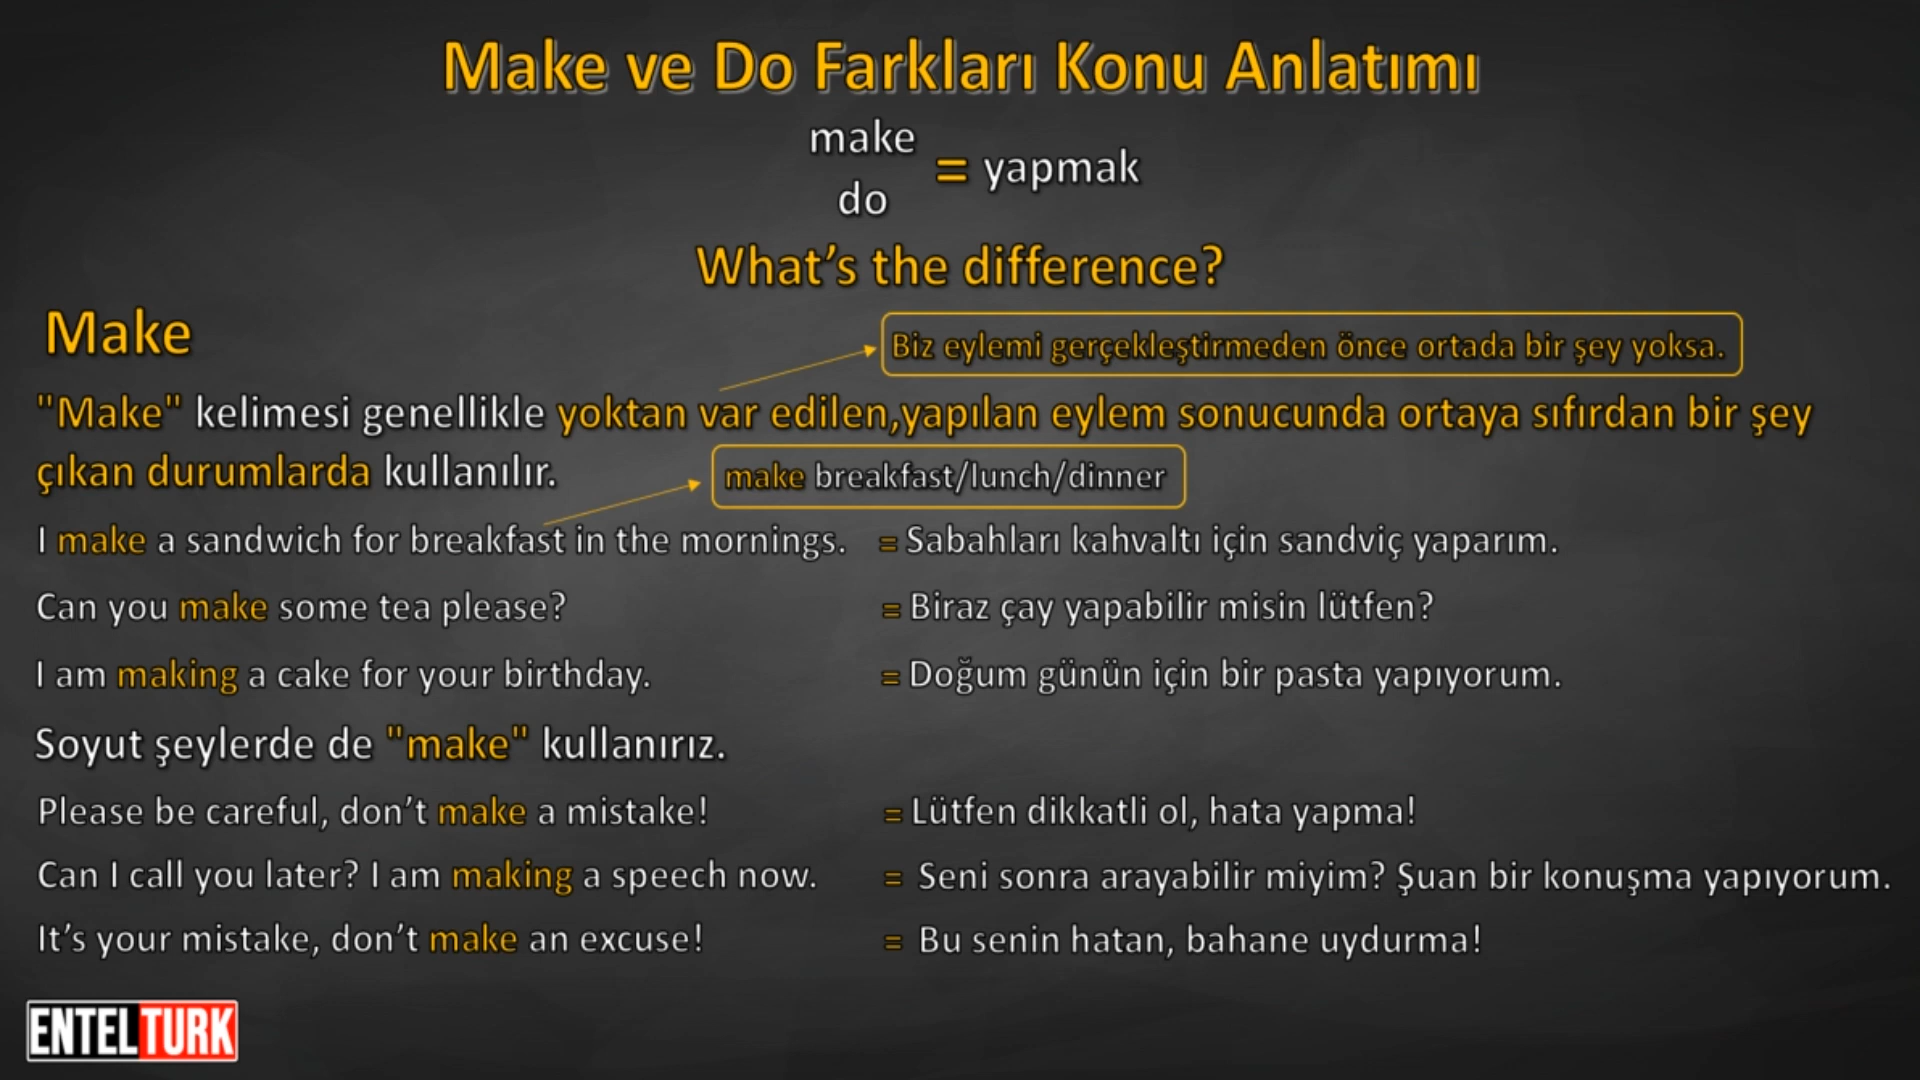 Make ve Do Farkları Konu Anlatımı
make
do
= yapmak
What’s the difference?
Make
Biz eylemi gerçekleştirmeden önce ortada bir şey yoksa.
"Make" kelimesi genellikle yoktan var edilen,yapılan eylem sonucunda ortaya sıfırdan bir şey
çıkan durumlarda kullanılır.
make breakfast/lunch/dinner
I make a sandwich for breakfast in the mornings. = Sabahları kahvaltı için sandviç yaparım.
Can you make some tea please? = Biraz çay yapabilir misin lütfen?
I am making a cake for your birthday. = Doğum günün için bir pasta yapıyorum.
Soyut şeylerde de "make" kullanırız.
Please be careful, don’t make a mistake! = Lütfen dikkatli ol, hata yapma!
Can I call you later? I am making a speech now. = Seni sonra arayabilir miyim? Şuan bir konuşma yapıyorum.
It’s your mistake, don’t make an excuse! = Bu senin hatan, bahane uydurma!
ENTELTURK